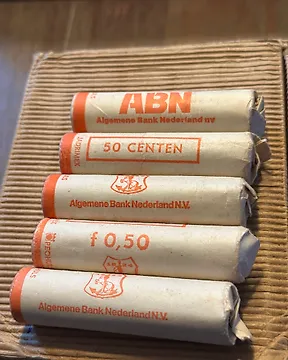 ABN
Algemene Bank Nederland nv
50 CENTEN
Algemene Bank Nederland N.V.
f 0,50
Algemene Bank Nederland N.V.